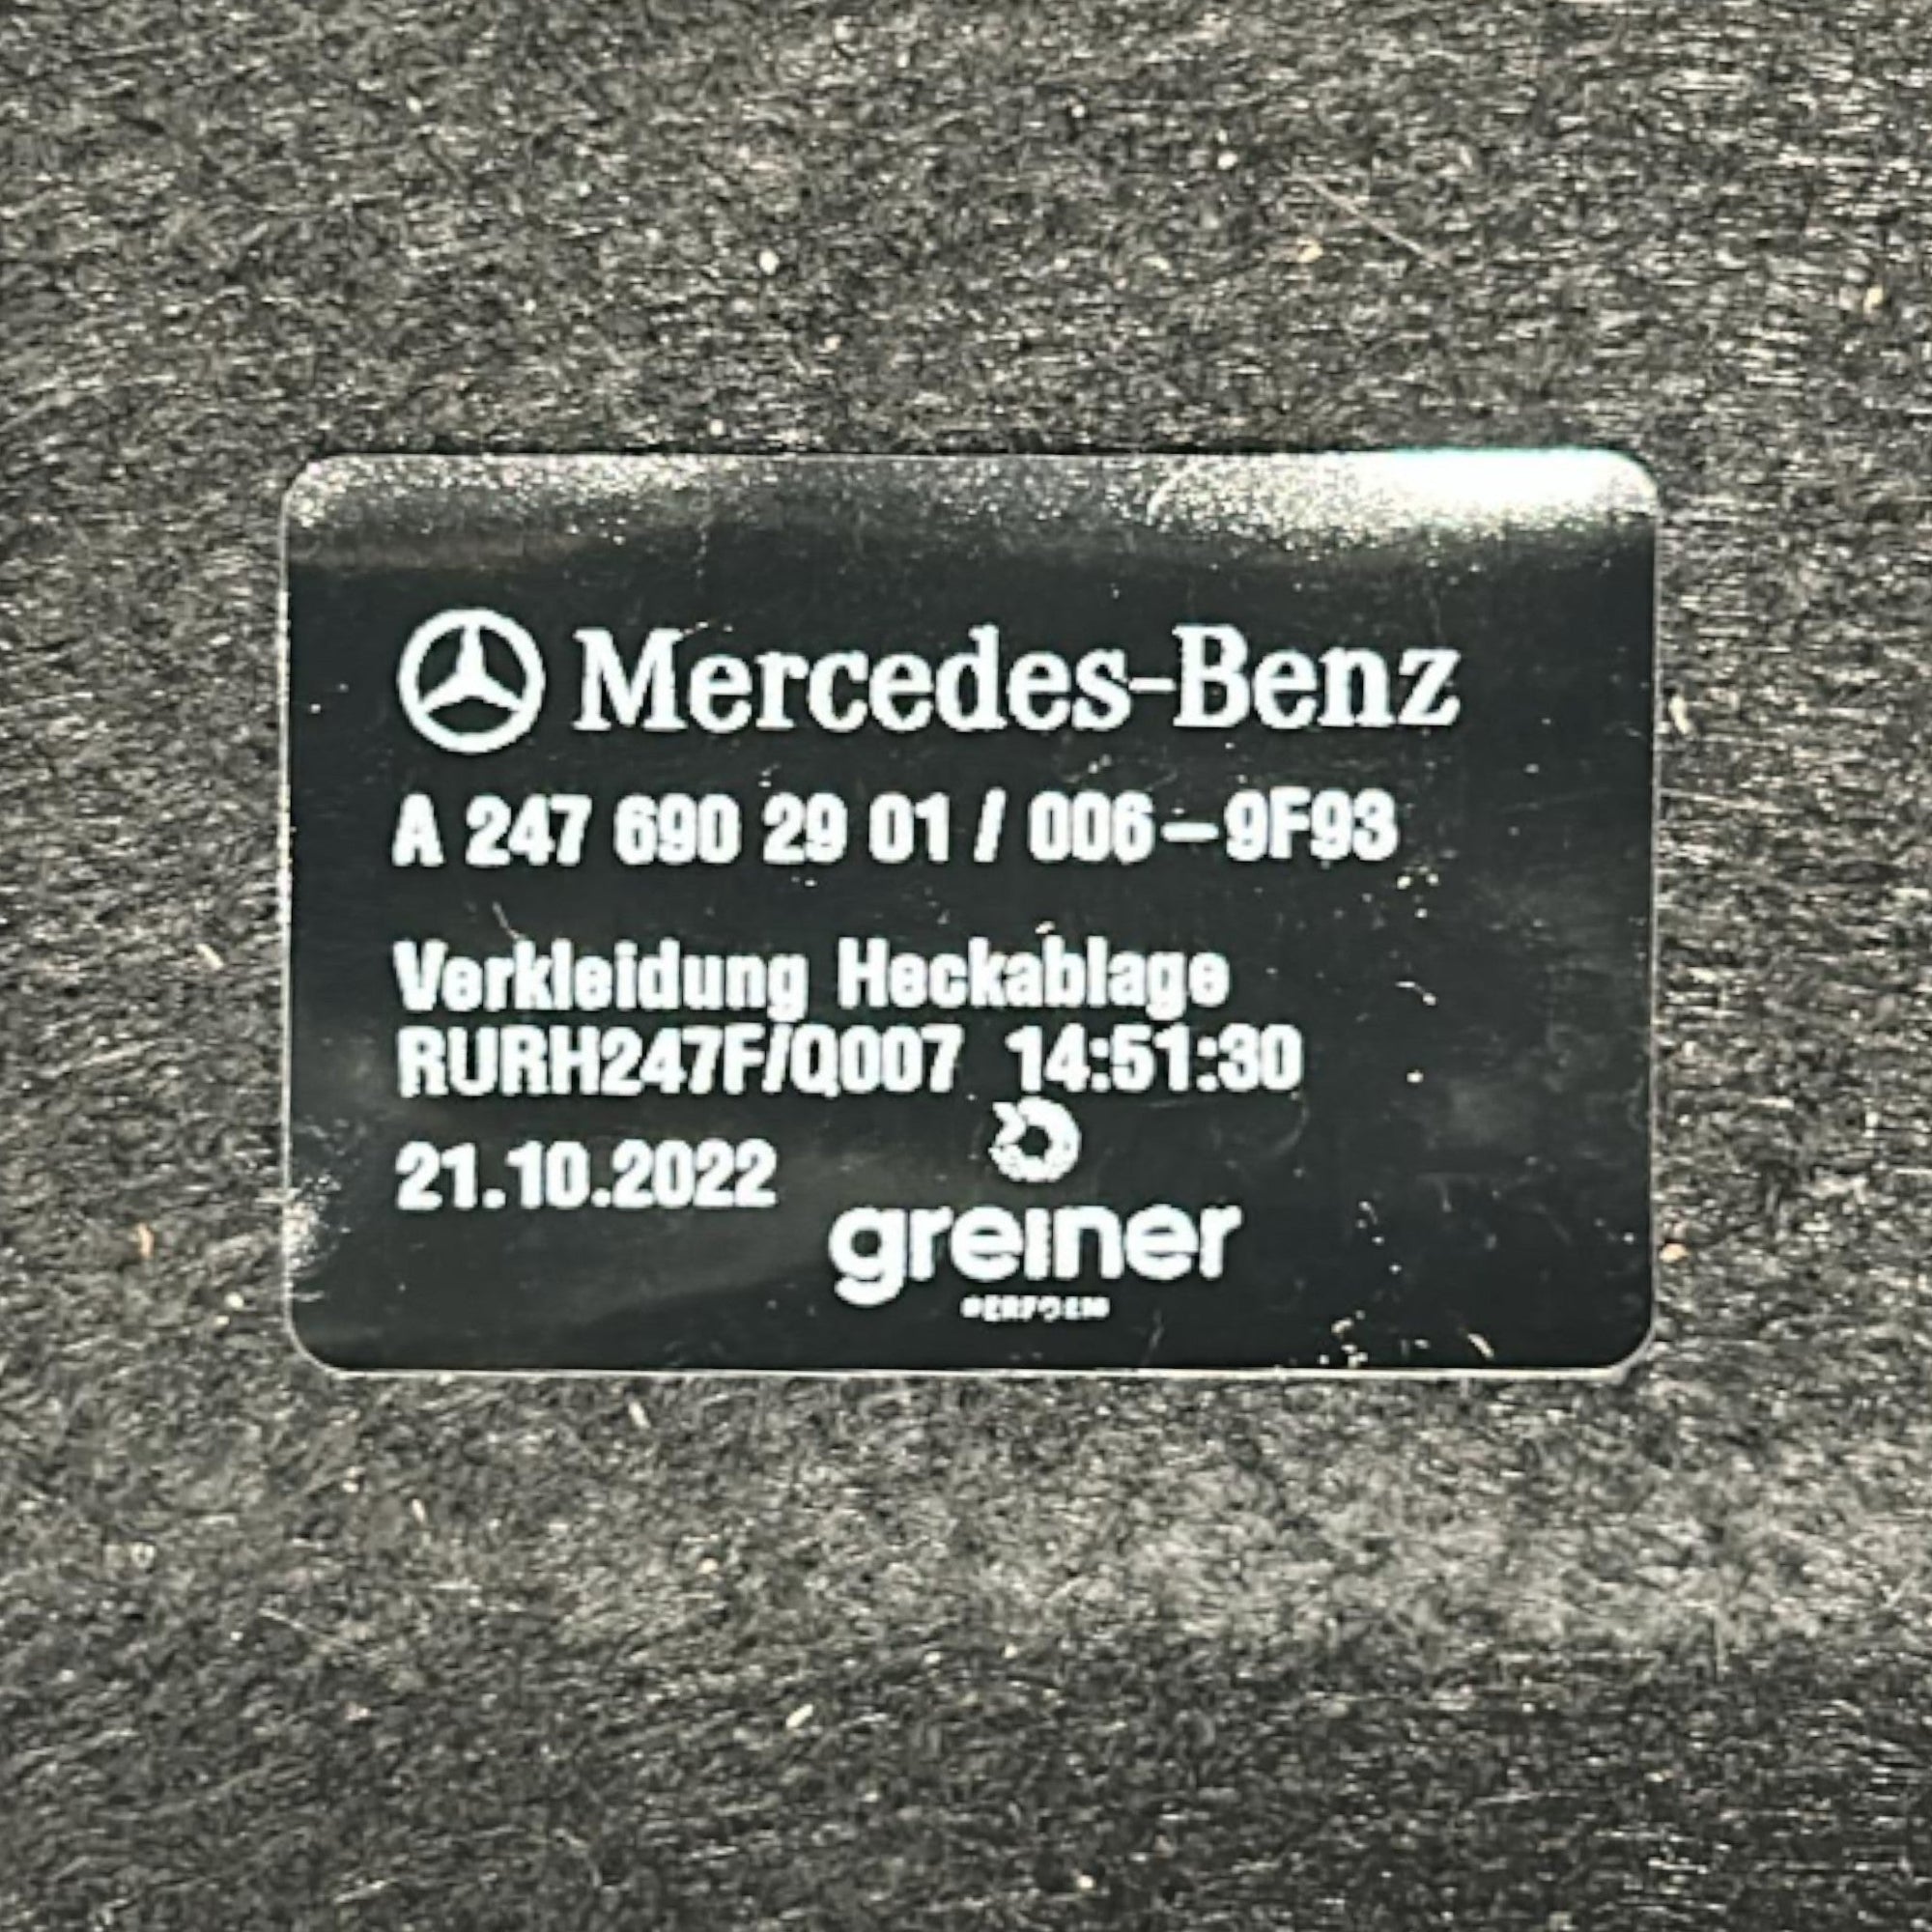 Mercedes-Benz
A 247 690 29 01 / 006-9F93
Verkleidung Heckablage
RURH247F/Q007 14:51:30
21.10.2022
greiner
PERFORM